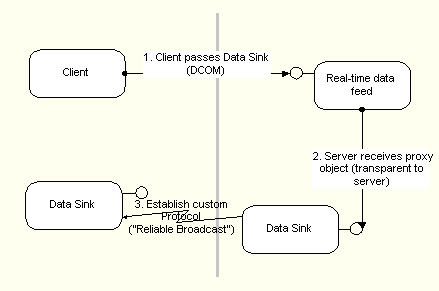 1. Client passes Data Sink
(DCOM)
Client
Real-time data
feed
2. Server receives proxy
object (transparent to
server)
Data Sink
3. Establish custom
Protocol
("Reliable Broadcast")
Data Sink